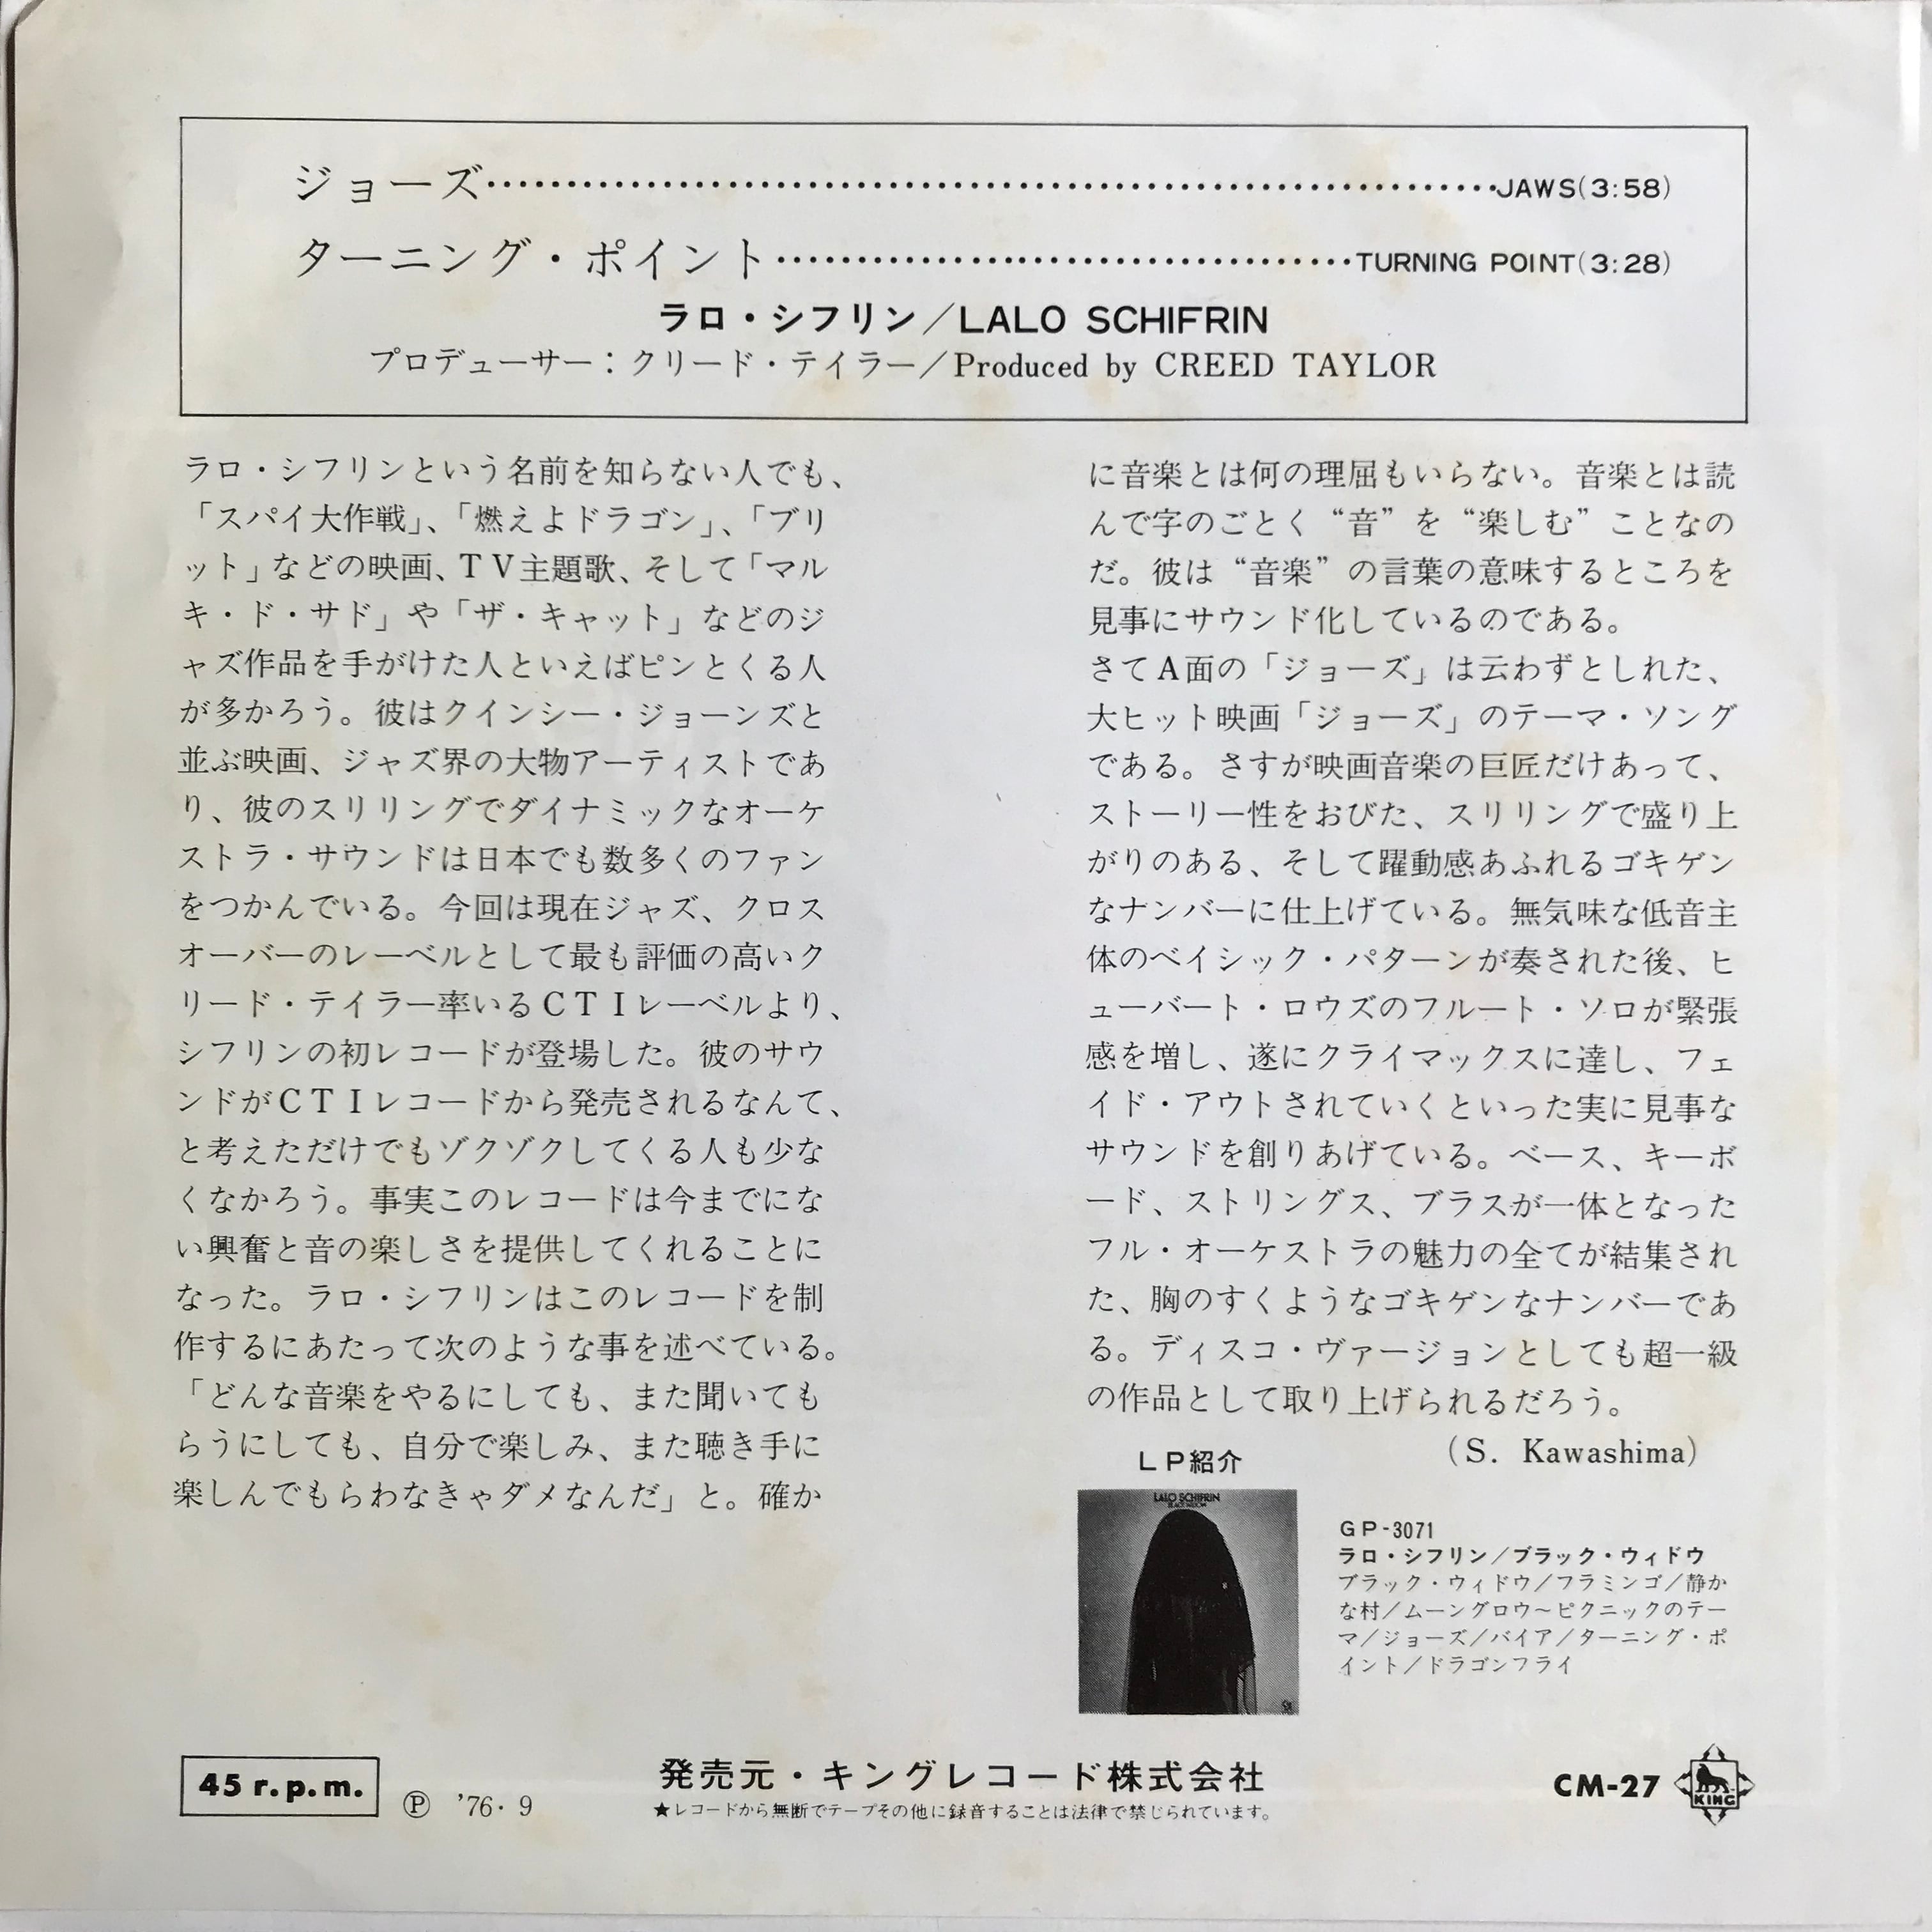 ジョーズ………………………………………………………JAWS(3:58)
ターニング・ポイント………………………………TURNING POINT(3:28)
ラロ・シフリン／LALO SCHIFRIN
プロデューサー：クリード・テイラー／Produced by CREED TAYLOR
ラロ・シフリンという名前を知らない人でも、
「スパイ大作戦」、「燃えよドラゴン」、「ブリ
ット」などの映画、TV主題歌、そして「マル
キ・ド・サド」や「ザ・キャット」などのジ
ャズ作品を手がけた人といえばピンとくる人
が多かろう。彼はクインシー・ジョーンズと
並ぶ映画、ジャズ界の大物アーティストであ
り、彼のスリリングでダイナミックなオーケ
ストラ・サウンドは日本でも数多くのファン
をつかんでいる。今回は現在ジャズ、クロス
オーバーのレーベルとして最も評価の高いク
リード・テイラー率いるCTIレーベルより、
シフリンの初レコードが登場した。彼のサウ
ンドがCTIレコードから発売されるなんて、
と考えただけでもゾクゾクしてくる人も少な
くなかろう。事実このレコードは今までにな
い興奮と音の楽しさを提供してくれることに
なった。ラロ・シフリンはこのレコードを制
作するにあたって次のような事を述べている。
「どんな音楽をやるにしても、また聞いても
らうにしても、自分で楽しみ、また聴き手に
楽しんでもらわなきゃダメなんだ」と。確か
に音楽とは何の理屈もいらない。音楽とは読
んで字のごとく“音”を“楽しむ”ことなの
だ。彼は“音楽”の言葉の意味するところを
見事にサウンド化しているのである。
さてA面の「ジョーズ」は云わずとしれた、
大ヒット映画「ジョーズ」のテーマ・ソング
である。さすが映画音楽の巨匠だけあって、
ストーリー性をおびた、スリリングで盛り上
がりのある、そして躍動感あふれるゴキゲン
なナンバーに仕上げている。無気味な低音主
体のベイシック・パターンが奏された後、ヒ
ューバート・ロウズのフルート・ソロが緊張
感を増し、遂にクライマックスに達し、フェ
イド・アウトされていくといった実に見事な
サウンドを創りあげている。ベース、キーボ
ード、ストリングス、ブラスが一体となった
フル・オーケストラの魅力の全てが結集され
た、胸のすくようなゴキゲンなナンバーであ
る。ディスコ・ヴァージョンとしても超一級
の作品として取り上げられるだろう。
(S. Kawashima)
LP紹介
LALO SCHIFRIN
BLACK WIDOW
GP-3071
ラロ・シフリン／ブラック・ウィドウ
ブラック・ウィドウ／フラミンゴ／静か
な村／ムーングロウ〜ピクニックのテー
マ／ジョーズ／バイア／ターニング・ポ
イント／ドラゴンフライ
45 r.p.m.
Ⓟ '76・9
発売元・キングレコード株式会社
★レコードから無断でテープその他に録音することは法律で禁じられています。
CM-27
KING